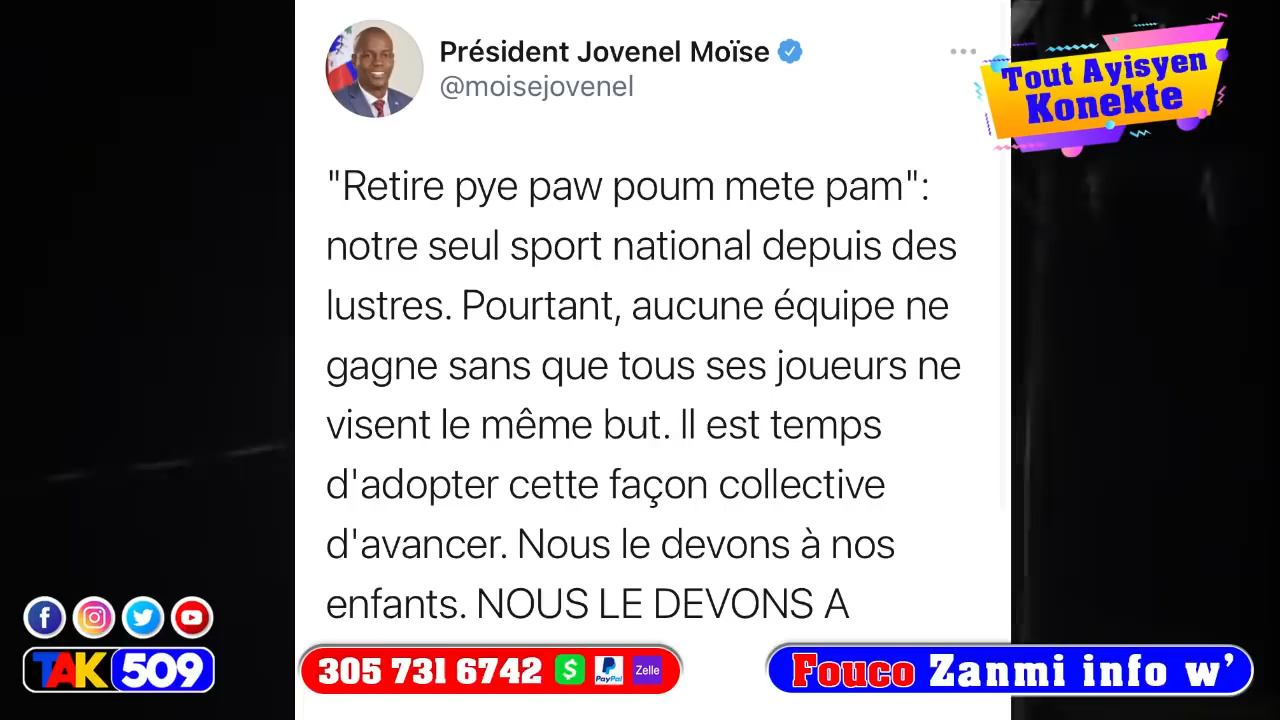 Président Jovenel Moïse
@moisejovenel
Tout Ayisyen
Konekte
"Retire pye paw poum mete pam":
notre seul sport national depuis des
lustres. Pourtant, aucune équipe ne
gagne sans que tous ses joueurs ne
visent le même but. Il est temps
d'adopter cette façon collective
d'avancer. Nous le devons à nos
enfants. NOUS LE DEVONS A
TAK 509
305 731 6742 $ PayPal Zelle
Fouco Zanmi info w’